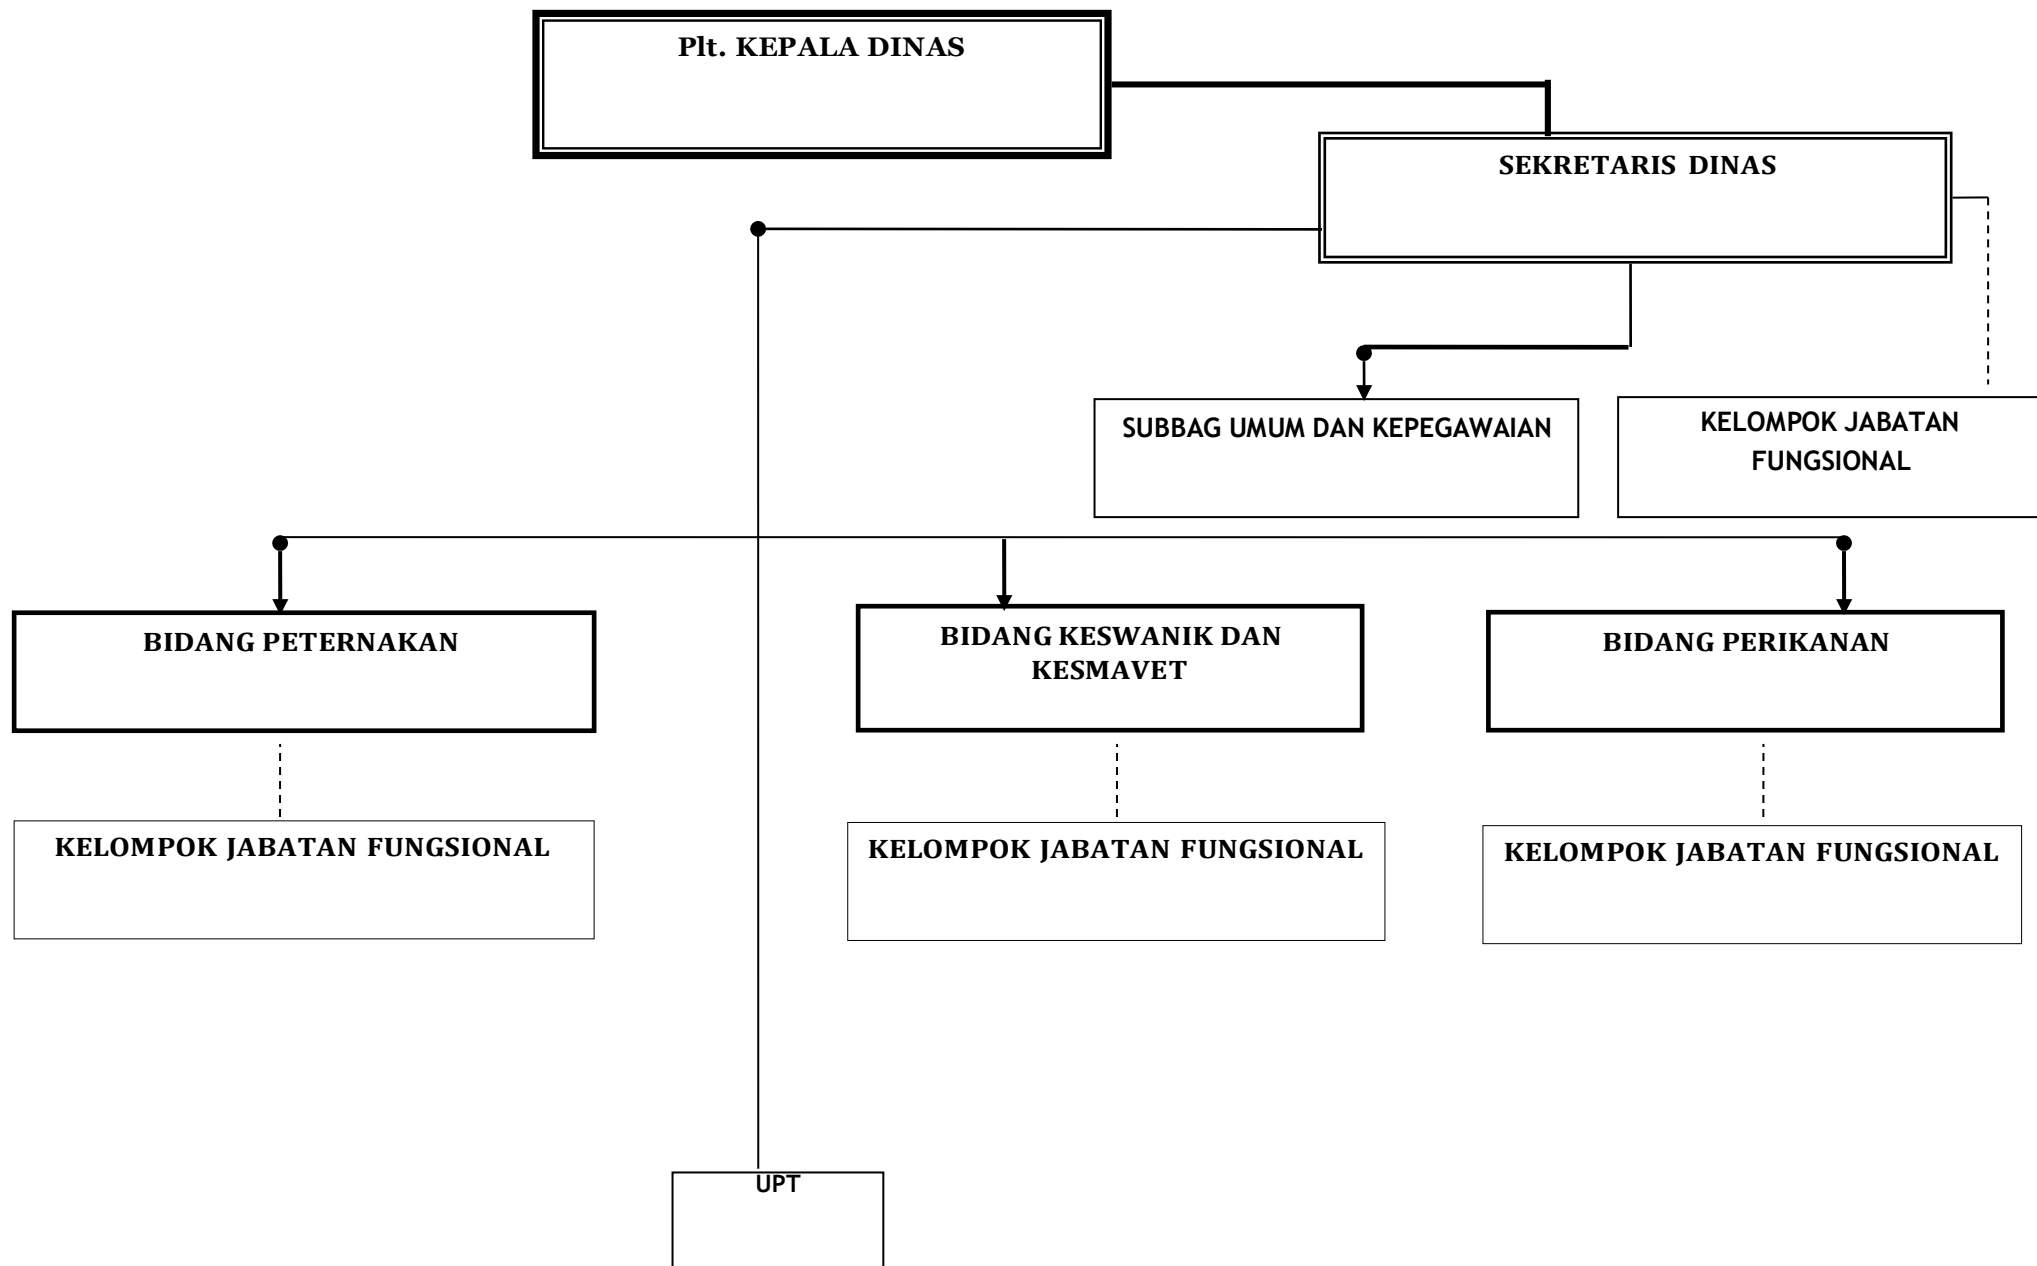 Plt. KEPALA DINAS
SEKRETARIS DINAS
SUBBAG UMUM DAN KEPEGAWAIAN
KELOMPOK JABATAN
FUNGSIONAL
BIDANG PETERNAKAN
BIDANG KESWANIK DAN
KESMAVET
BIDANG PERIKANAN
KELOMPOK JABATAN FUNGSIONAL
KELOMPOK JABATAN FUNGSIONAL
KELOMPOK JABATAN FUNGSIONAL
UPT